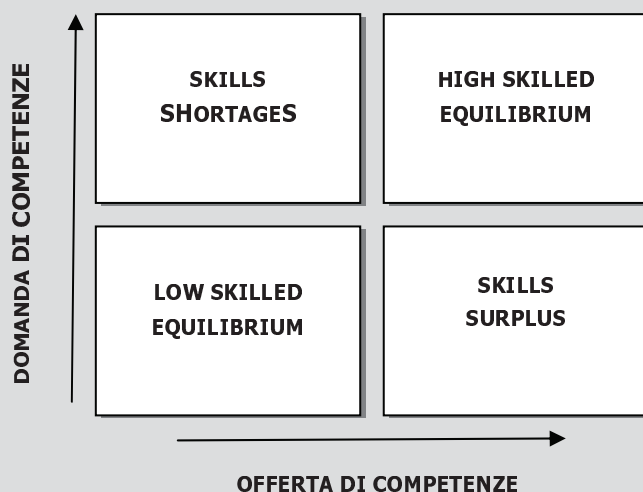 DOMANDA DI COMPETENZE
SKILLS
SHORTAGES
HIGH SKILLED
EQUILIBRIUM
LOW SKILLED
EQUILIBRIUM
SKILLS
SURPLUS
OFFERTA DI COMPETENZE